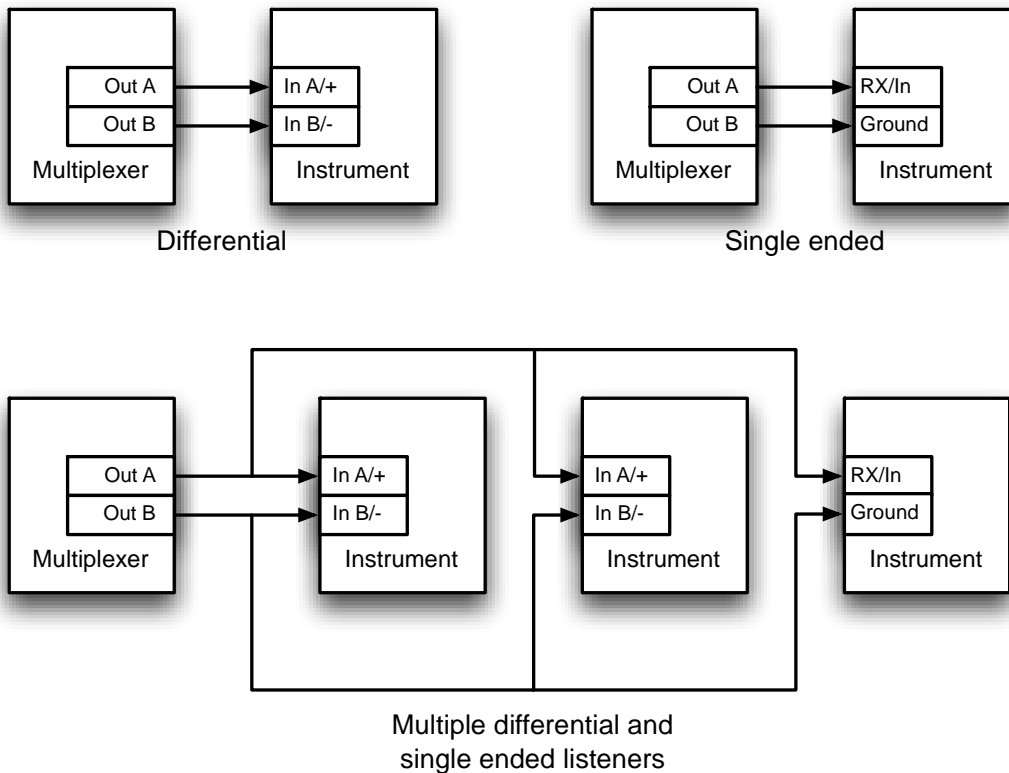 Out A
Out B
Multiplexer
In A/+
In B/-
Instrument
Differential
Out A
Out B
Multiplexer
RX/In
Ground
Instrument
Single ended
Out A
Out B
Multiplexer
In A/+
In B/-
Instrument
In A/+
In B/-
Instrument
RX/In
Ground
Instrument
Multiple differential and
single ended listeners